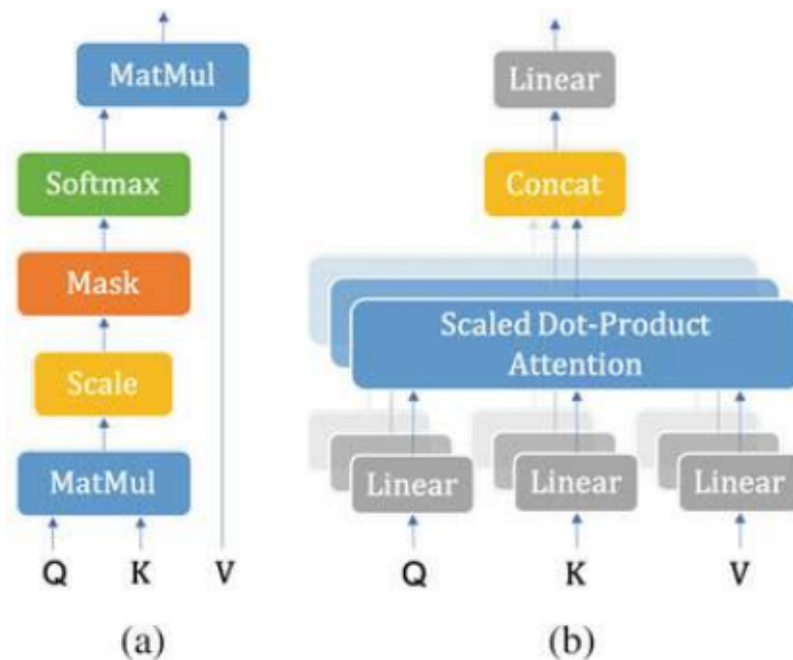 MatMul
Softmax
Mask
Scale
MatMul
Q K V
(a)
Linear
Concat
Scaled Dot-Product
Attention
Linear Linear Linear
Q K V
(b)